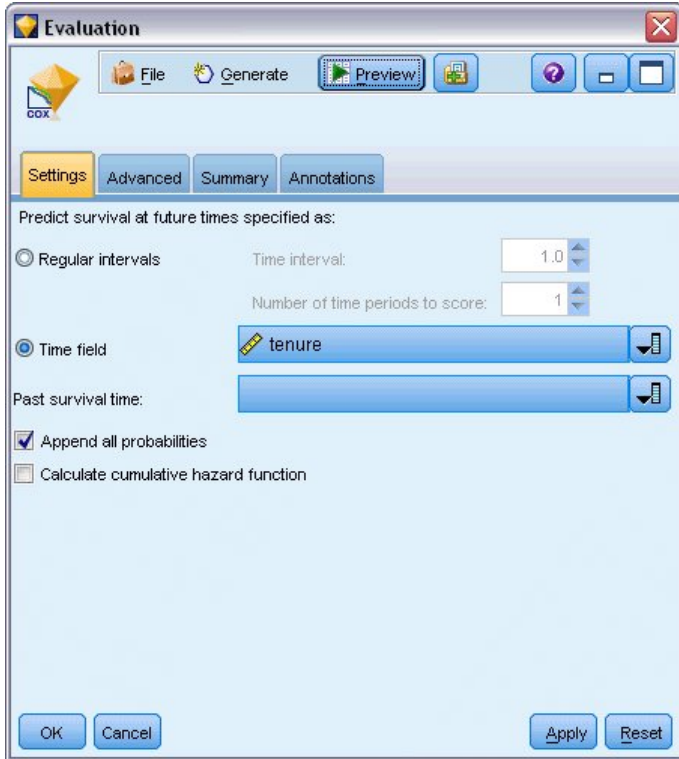 Evaluation
File Generate Preview
COX
Settings Advanced Summary Annotations
Predict survival at future times specified as:
Regular intervals Time interval: 1.0
Number of time periods to score: 1
Time field tenure
Past survival time:
Append all probabilities
Calculate cumulative hazard function
OK Cancel Apply Reset